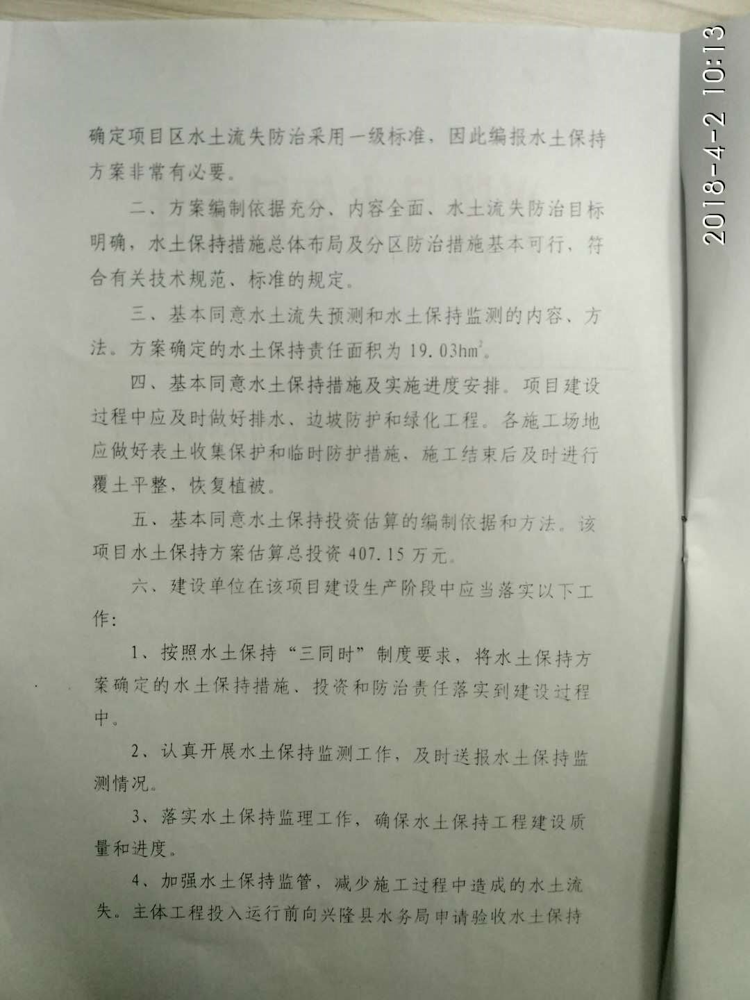 确定项目区水土流失防治采用一级标准，因此编报水土保持
方案非常有必要。
二、方案编制依据充分、内容全面、水土流失防治目标
明确，水土保持措施总体布局及分区防治措施基本可行，符
合有关技术规范、标准的规定。
三、基本同意水土流失预测和水土保持监测的内容、方
法。方案确定的水土保持责任面积为 19.03hm²。
四、基本同意水土保持措施及实施进度安排。项目建设
过程中应及时做好排水、边坡防护和绿化工程。各施工场地
应做好表土收集保护和临时防护措施，施工结束后及时进行
覆土平整，恢复植被。
五、基本同意水土保持投资估算的编制依据和方法。该
项目水土保持方案估算总投资 407.15 万元。
六、建设单位在该项目建设生产阶段中应当落实以下工
作：
1、按照水土保持“三同时”制度要求，将水土保持方
案确定的水土保持措施、投资和防治责任落实到建设过程
中。
2、认真开展水土保持监测工作，及时送报水土保持监
测情况。
3、落实水土保持监理工作，确保水土保持工程建设质
量和进度。
4、加强水土保持监管，减少施工过程中造成的水土流
失。主体工程投入运行前向兴隆县水务局申请验收水土保持
2018-4-2 10:13